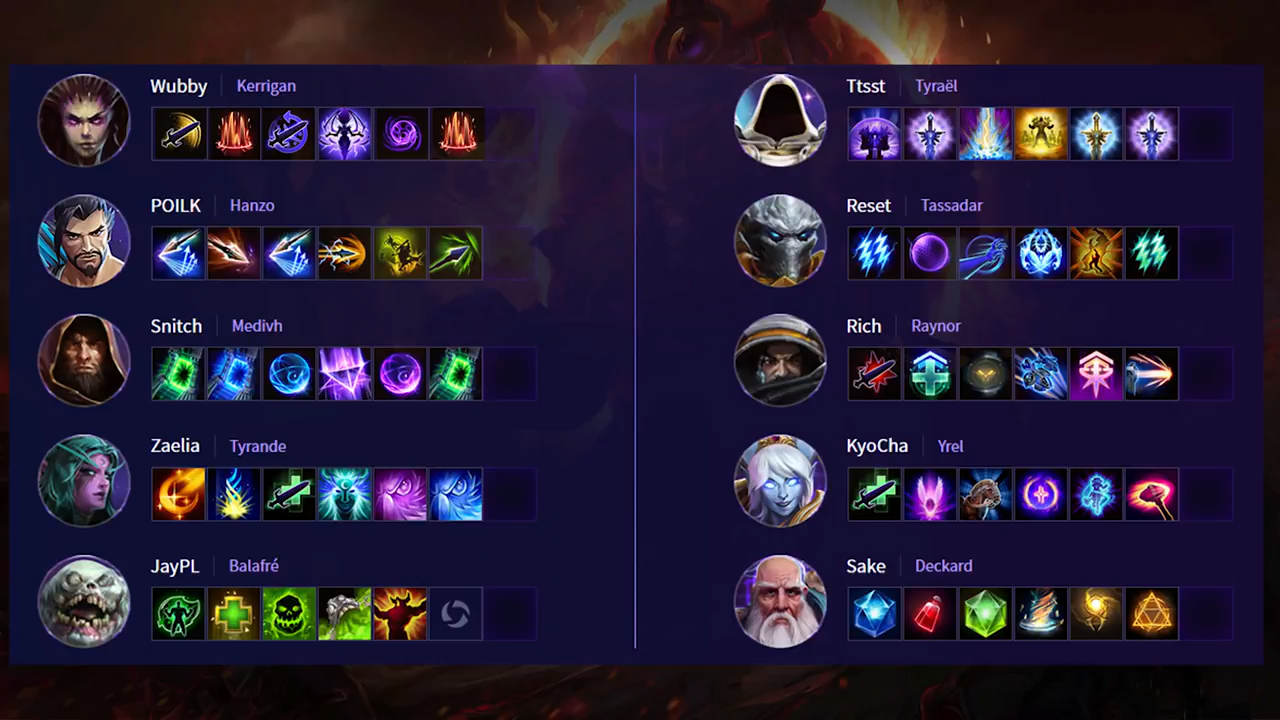 Wubby Kerrigan
POILK Hanzo
Snitch Medivh
Zaelia Tyrande
JayPL Balafré
Ttsst Tyraël
Reset Tassadar
Rich Raynor
KyoCha Yrel
Sake Deckard